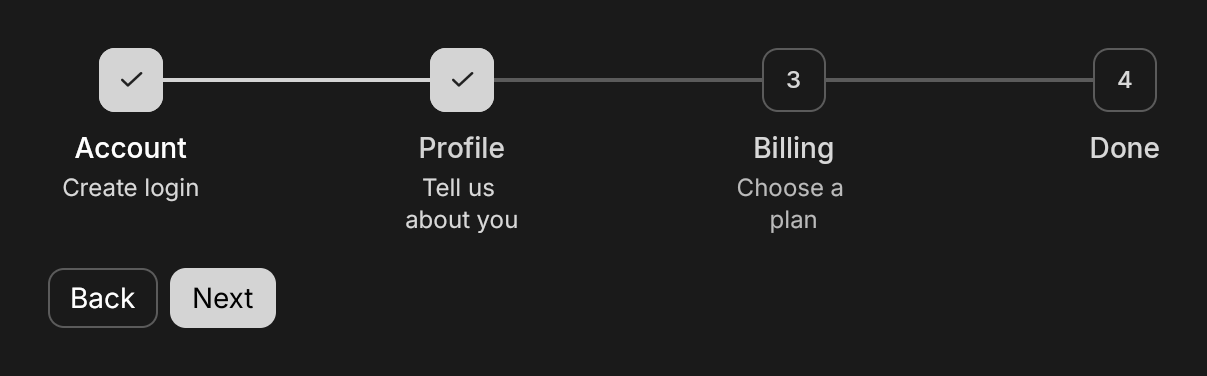 3
4
Account
Profile
Billing
Done
Create login
Tell us
about you
Choose a
plan
Back
Next